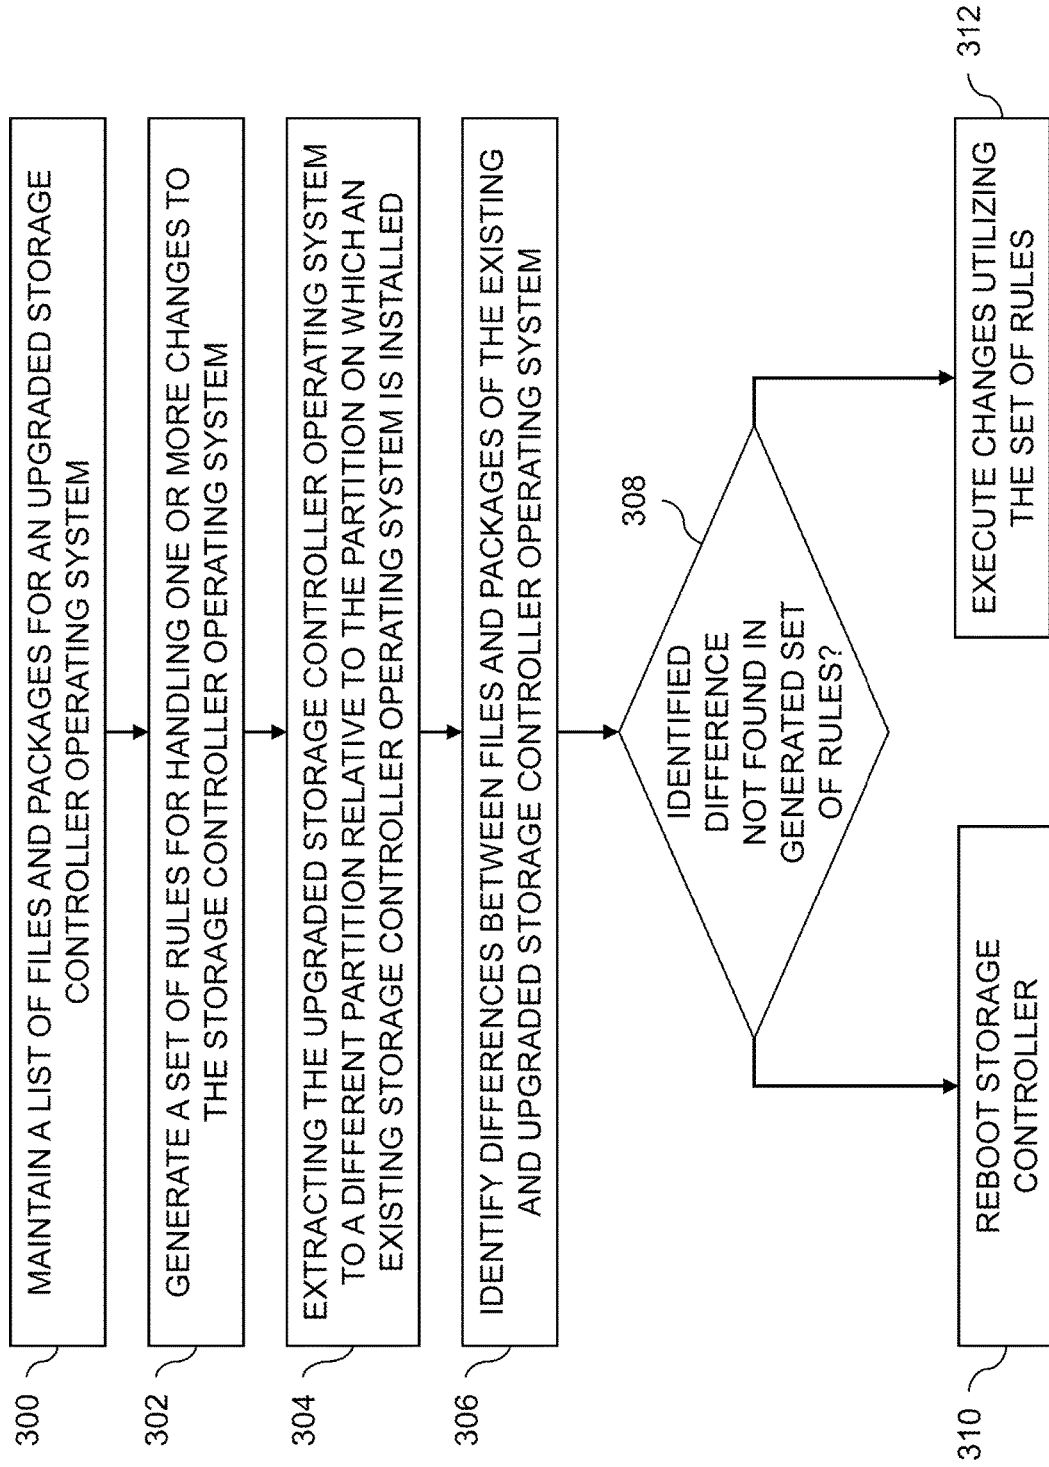 300
MAINTAIN A LIST OF FILES AND PACKAGES FOR AN UPGRADED STORAGE
CONTROLLER OPERATING SYSTEM
302
GENERATE A SET OF RULES FOR HANDLING ONE OR MORE CHANGES TO
THE STORAGE CONTROLLER OPERATING SYSTEM
304
EXTRACTING THE UPGRADED STORAGE CONTROLLER OPERATING SYSTEM
TO A DIFFERENT PARTITION RELATIVE TO THE PARTITION ON WHICH AN
EXISTING STORAGE CONTROLLER OPERATING SYSTEM IS INSTALLED
306
IDENTIFY DIFFERENCES BETWEEN FILES AND PACKAGES OF THE EXISTING
AND UPGRADED STORAGE CONTROLLER OPERATING SYSTEM
308
IDENTIFIED
DIFFERENCE
NOT FOUND IN
GENERATED SET
OF RULES?
310
REBOOT STORAGE
CONTROLLER
312
EXECUTE CHANGES UTILIZING
THE SET OF RULES